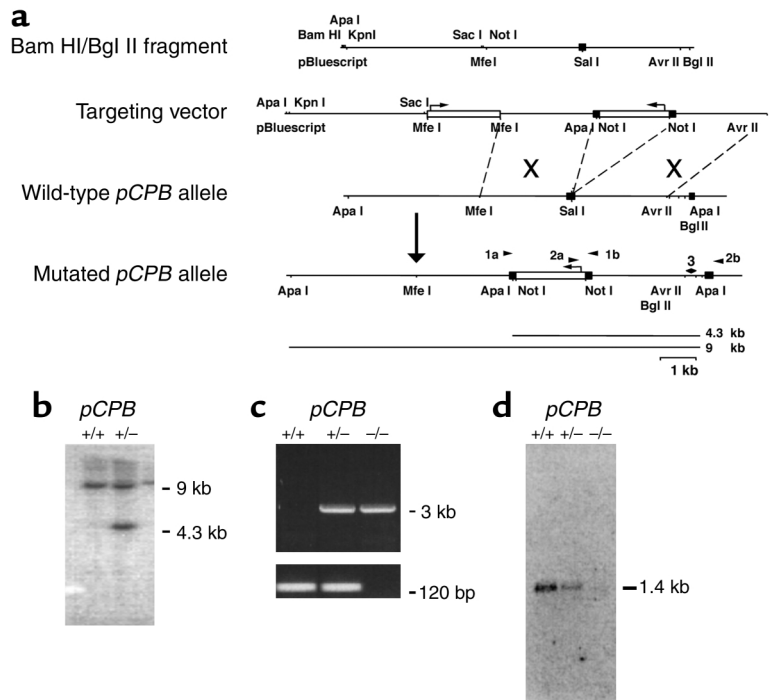 a
Apa I
Bam HI KpnI Sac I Not I
Bam HI/Bgl II fragment
pBluescript MfeI Sal I Avr II Bgl II
Apa I Kpn I Sac I
Targeting vector
pBluescript Mfe I Mfe I Apa I Not I Not I Avr II
X X
Wild-type pCPB allele
Apa I Mfe I Sal I Avr II Apa I
BglII
1a 2a 1b 3 2b
Mutated pCPB allele
Apa I Mfe I Apa I Not I Not I Avr II Apa I
Bgl II
4.3 kb
9 kb
1 kb
b
pCPB
+/+ +/−
- 9 kb
- 4.3 kb
c
pCPB
+/+ +/− −/−
- 3 kb
-120 bp
d
pCPB
+/+ +/− −/−
−1.4 kb